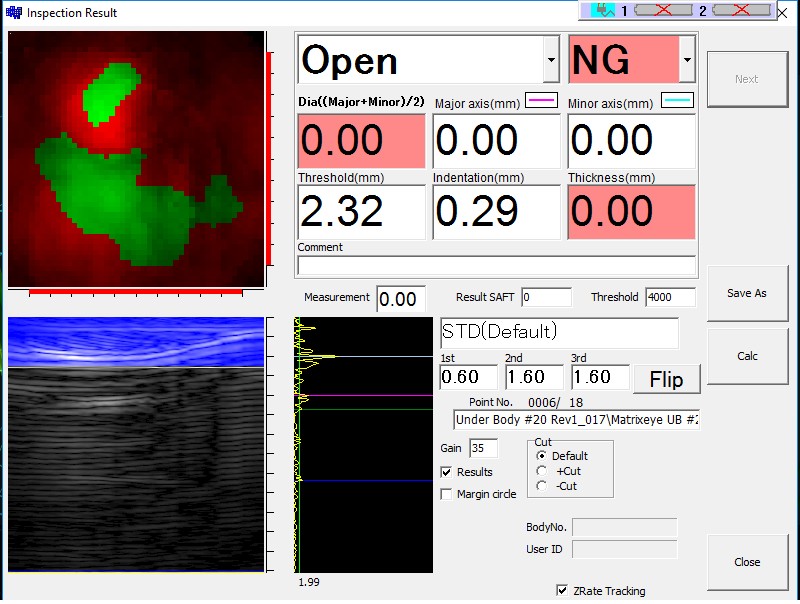 Inspection Result
1 2
Open NG
Next
Dia((Major+Minor)/2) Major axis(mm) Minor axis(mm)
0.00 0.00 0.00
Threshold(mm) Indentation(mm) Thickness(mm)
2.32 0.29 0.00
Comment
Measurement 0.00 Result SAFT 0 Threshold 4000
Save As
STD(Default)
1st 2nd 3rd
0.60 1.60 1.60 Flip
Calc
Point No. 0006/ 18
Under Body #20 Rev1_017\Matrixeye UB #2
Gain 35
Cut
Default
+Cut
-Cut
Results
Margin circle
BodyNo.
User ID
Close
1.99
ZRate Tracking